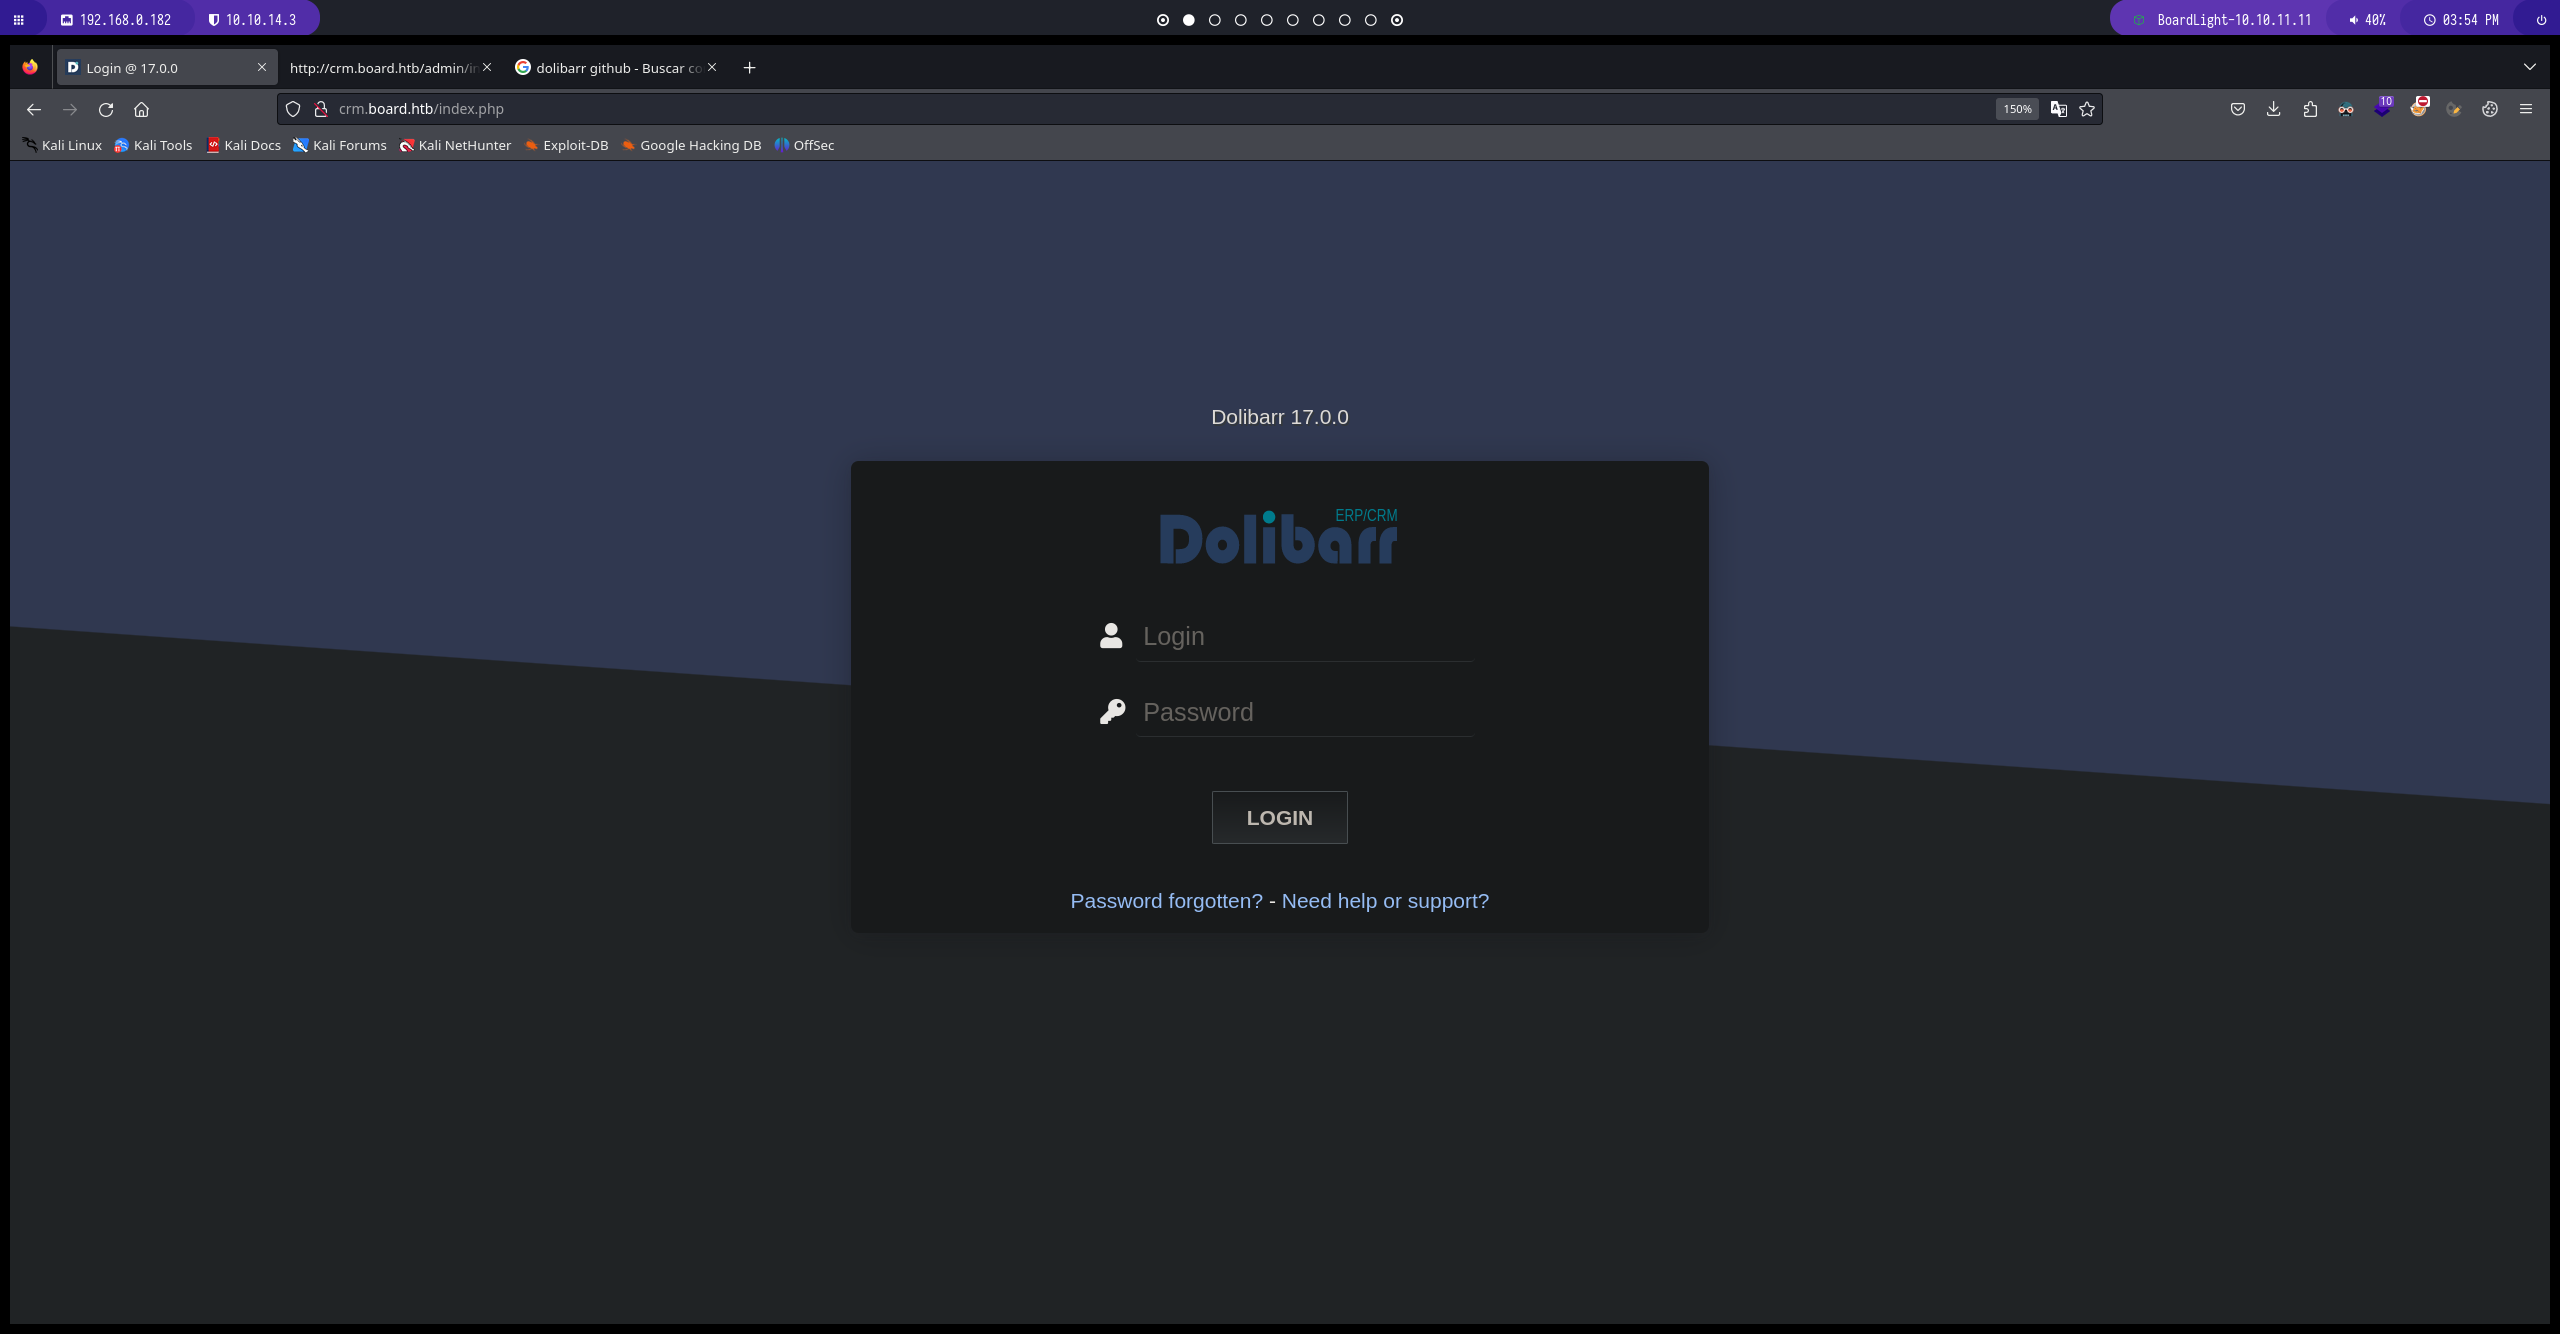 192.168.0.182 10.10.14.3 BoardLight-10.10.11.11 40% 03:54 PM
Login @ 17.0.0 http://crm.board.htb/admin/in dolibarr github - Buscar co
crm.board.htb/index.php 150% 10
Kali Linux Kali Tools Kali Docs Kali Forums Kali NetHunter Exploit-DB Google Hacking DB OffSec
Dolibarr 17.0.0
ERP/CRM
Dolibarr
Login
Password
LOGIN
Password forgotten? - Need help or support?